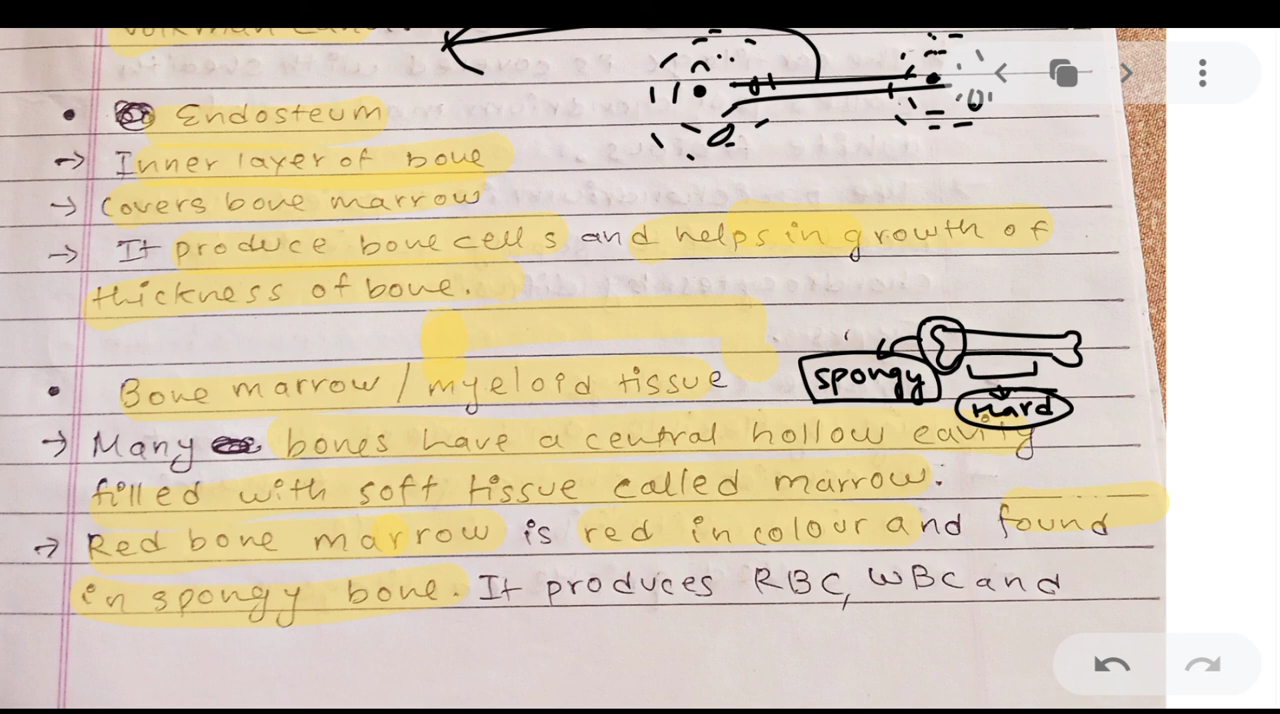 Volkman Can
• Endosteum
→ Inner layer of bone
→ Covers bone marrow
→ It produce bone cells and helps in growth of
thickness of bone.
• Bone marrow / myeloid tissue
spongy
Hard
→ Many bones have a central hollow cavity
filled with soft tissue called marrow.
→ Red bone marrow is red in colour and found
in spongy bone. It produces RBC, WBC and